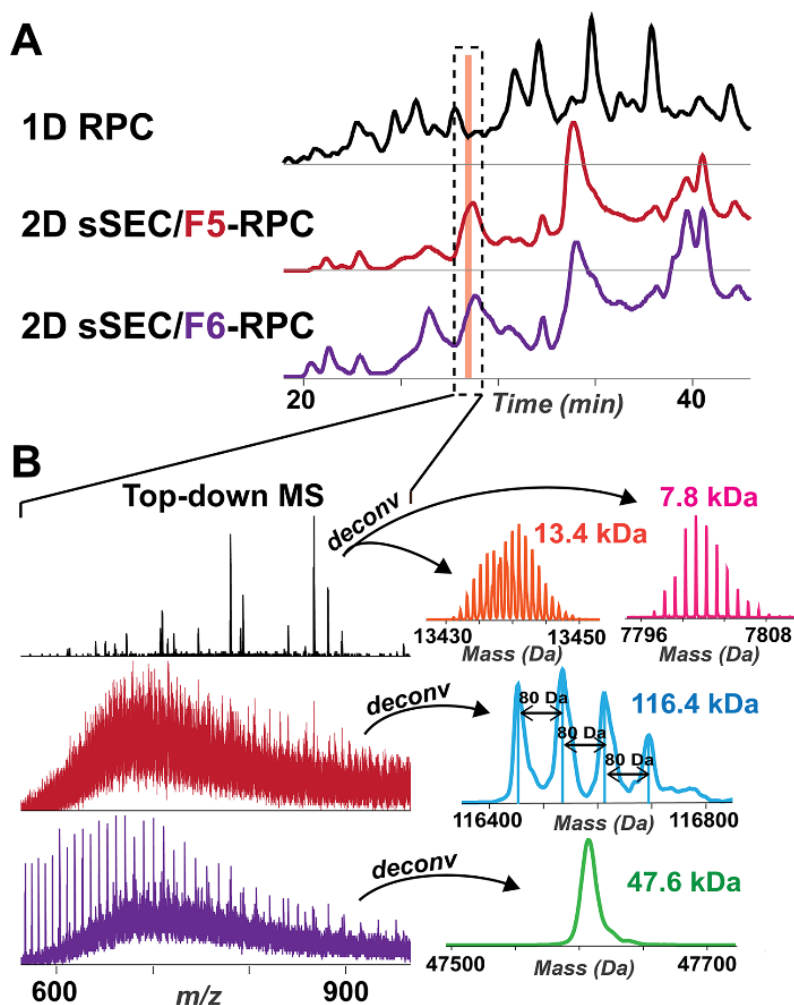 A
1D RPC
2D sSEC/F5-RPC
2D sSEC/F6-RPC
20 Time (min) 40
B
Top-down MS
deconv
13.4 kDa
7.8 kDa
13430 13450
Mass (Da)
7796 7808
Mass (Da)
deconv
116.4 kDa
80 Da
80 Da
80 Da
116400 Mass (Da) 116800
deconv
47.6 kDa
47500 Mass (Da) 47700
600 m/z 900